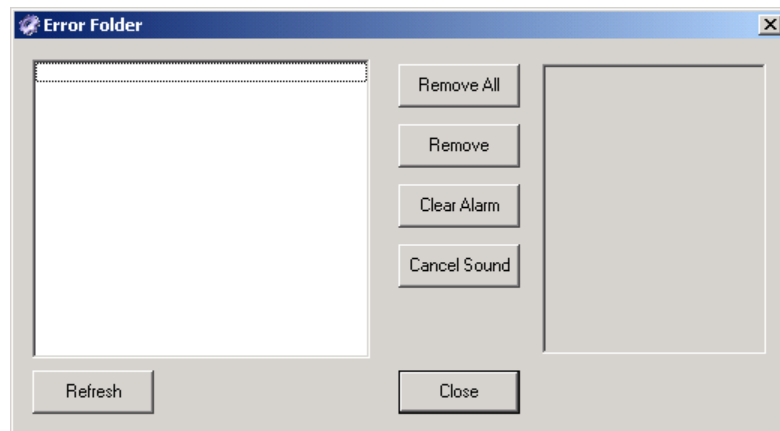 Error Folder
Remove All
Remove
Clear Alarm
Cancel Sound
Refresh
Close